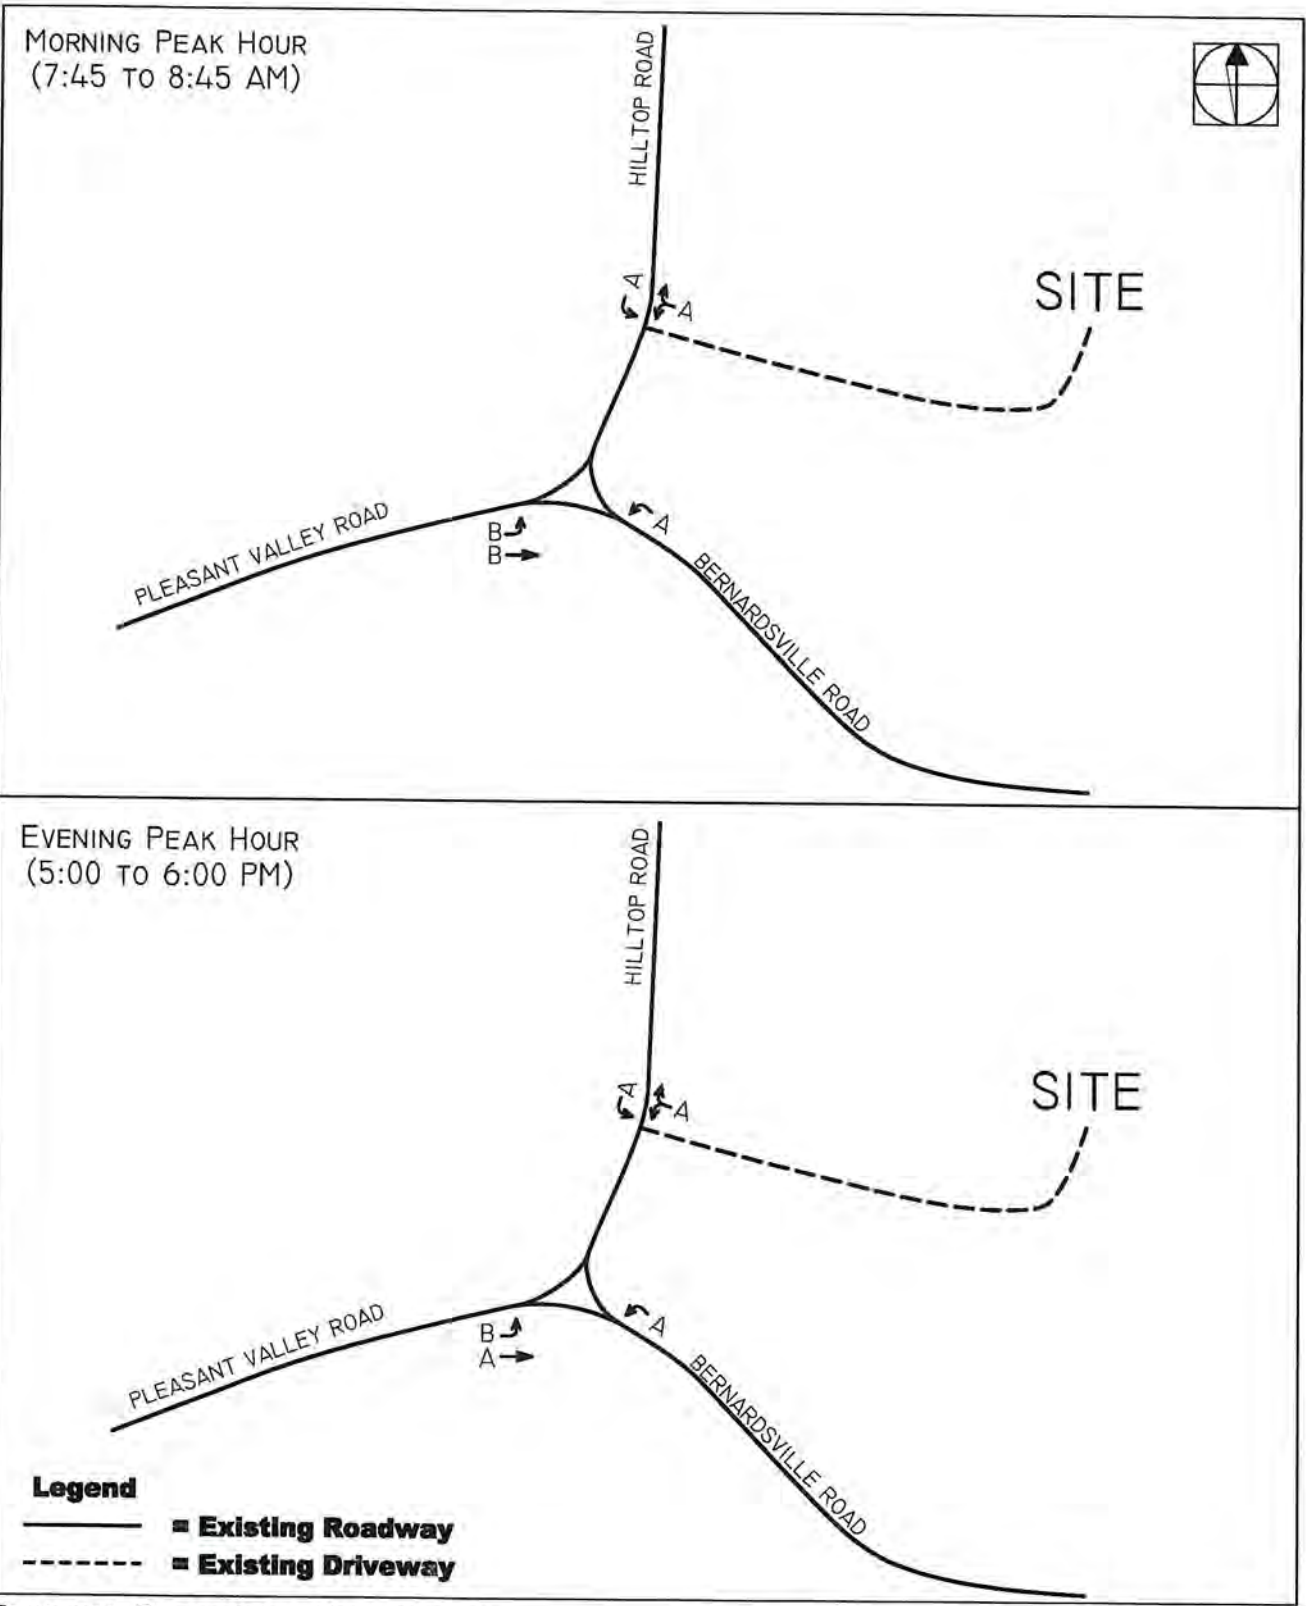 MORNING PEAK HOUR
(7:45 TO 8:45 AM)
HILLTOP ROAD
A
A
SITE
PLEASANT VALLEY ROAD
B
B
A
BERNARDSVILLE ROAD
EVENING PEAK HOUR
(5:00 TO 6:00 PM)
HILLTOP ROAD
A
A
SITE
PLEASANT VALLEY ROAD
B
A
A
BERNARDSVILLE ROAD
Legend
= Existing Roadway
= Existing Driveway